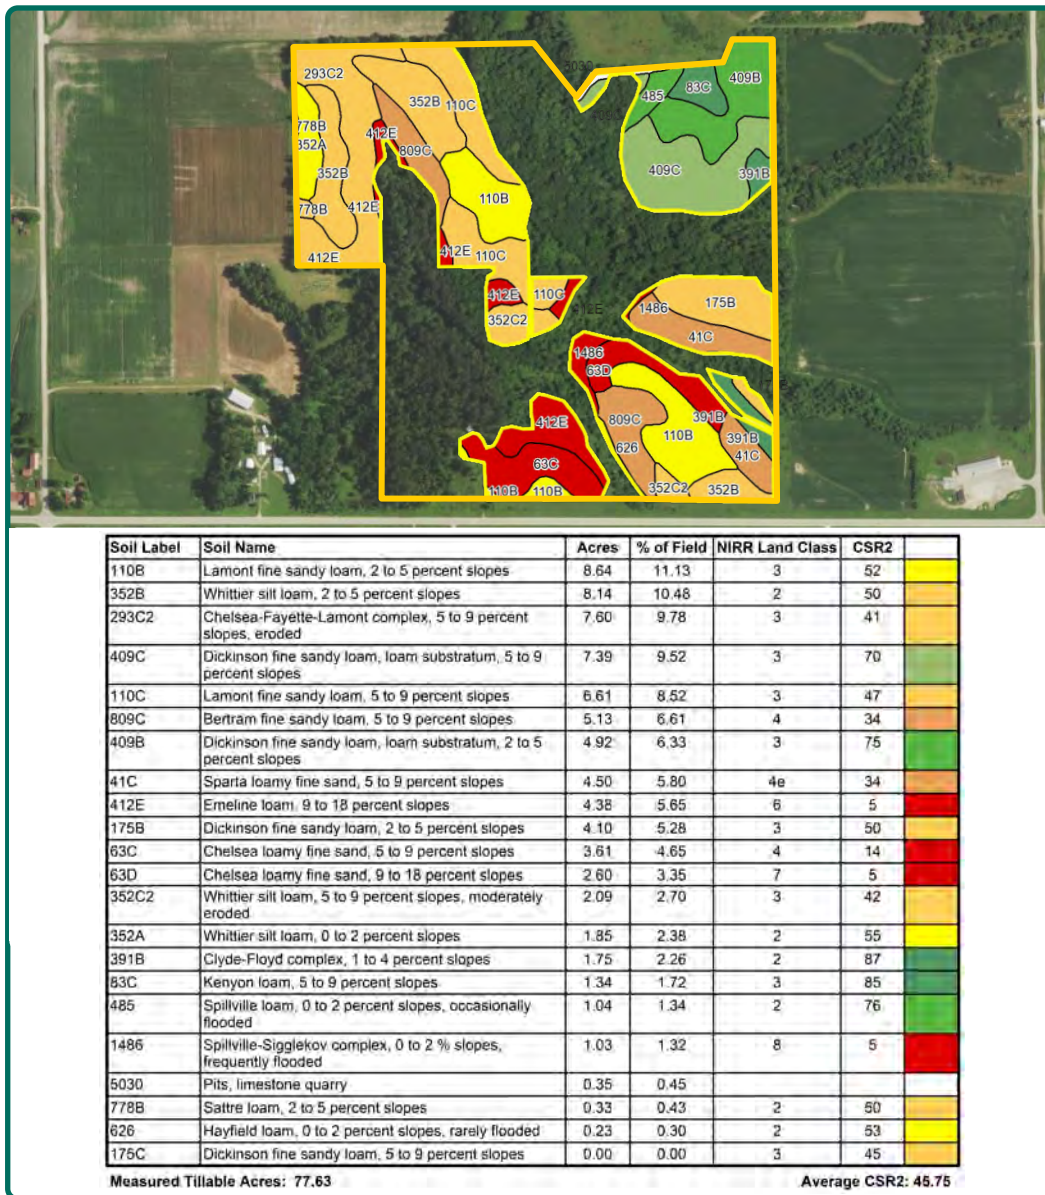 5030
293C2
352B
110C
485
83C
409B
778B
352A
412E
809C
409C
391B
352B
110B
778B
412E
412E
412E
110C
412E
110C
1486
175B
352C2
41C
1486
63D
809C
391B
412E
110B
391B
626
41C
63C
110B
110B
352C2
352B
Soil Label Soil Name Acres % of Field NIRR Land Class CSR2
110B Lamont fine sandy loam, 2 to 5 percent slopes 8.64 11.13 3 52
352B Whittier silt loam, 2 to 5 percent slopes 8.14 10.48 2 50
293C2 Chelsea-Fayette-Lamont complex, 5 to 9 percent 7.60 9.78 3 41
slopes, eroded
409C Dickinson fine sandy loam, loam substratum, 5 to 9 7.39 9.52 3 70
percent slopes
110C Lamont fine sandy loam, 5 to 9 percent slopes 6.61 8.52 3 47
809C Bertram fine sandy loam, 5 to 9 percent slopes 5.13 6.61 4 34
409B Dickinson fine sandy loam, loam substratum, 2 to 5 4.92 6.33 3 75
percent slopes
41C Sparta loamy fine sand, 5 to 9 percent slopes 4.50 5.80 4e 34
412E Emeline loam, 9 to 18 percent slopes 4.38 5.65 6 5
175B Dickinson fine sandy loam, 2 to 5 percent slopes 4.10 5.28 3 50
63C Chelsea loamy fine sand, 5 to 9 percent slopes 3.61 4.65 4 14
63D Chelsea loamy fine sand, 9 to 18 percent slopes 2.60 3.35 7 5
352C2 Whittier silt loam, 5 to 9 percent slopes, moderately 2.09 2.70 3 42
eroded
352A Whittier silt loam, 0 to 2 percent slopes 1.85 2.38 2 55
391B Clyde-Floyd complex, 1 to 4 percent slopes 1.75 2.26 2 87
83C Kenyon loam, 5 to 9 percent slopes 1.34 1.72 3 85
485 Spillville loam, 0 to 2 percent slopes, occasionally 1.04 1.34 2 76
flooded
1486 Spillville-Sigglekov complex, 0 to 2 % slopes, 1.03 1.32 8 5
frequently flooded
5030 Pits, limestone quarry 0.35 0.45
778B Sattre loam, 2 to 5 percent slopes 0.33 0.43 2 50
626 Hayfield loam, 0 to 2 percent slopes, rarely flooded 0.23 0.30 2 53
175C Dickinson fine sandy loam, 5 to 9 percent slopes 0.00 0.00 3 45
Measured Tillable Acres: 77.63 Average CSR2: 45.75